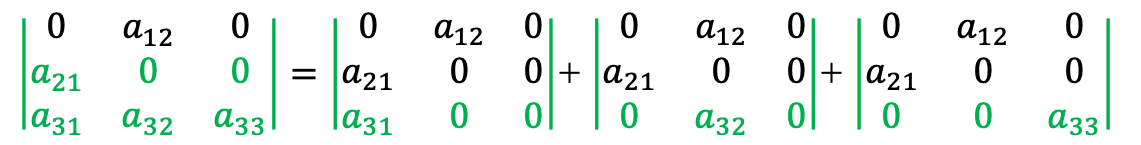 |0 a₁₂ 0| |0 a₁₂ 0| |0 a₁₂ 0| |0 a₁₂ 0|
|a₂₁ 0 0| = |a₂₁ 0 0| + |a₂₁ 0 0| + |a₂₁ 0 0|
|a₃₁ a₃₂ a₃₃| |a₃₁ 0 0| |0 a₃₂ 0| |0 0 a₃₃|